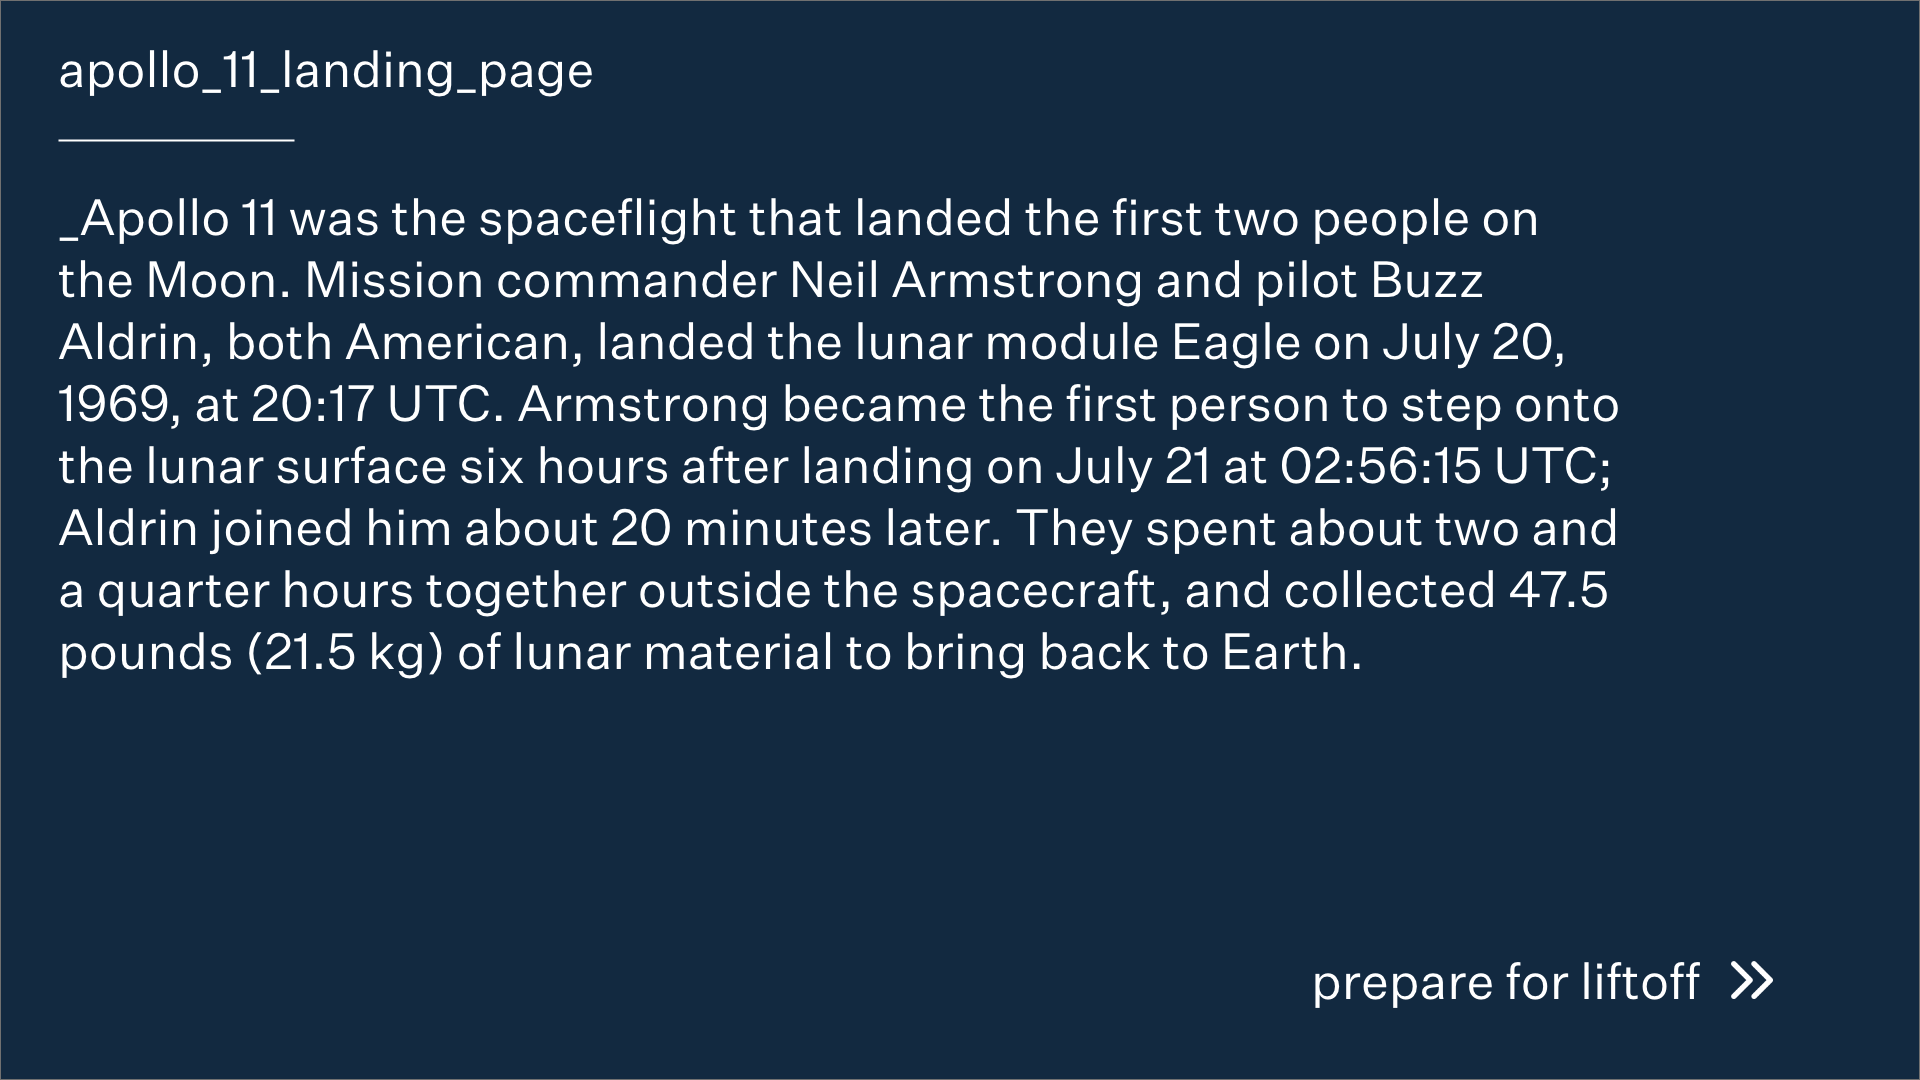 apollo_11_landing_page
_Apollo 11 was the spaceflight that landed the first two people on
the Moon. Mission commander Neil Armstrong and pilot Buzz
Aldrin, both American, landed the lunar module Eagle on July 20,
1969, at 20:17 UTC. Armstrong became the first person to step onto
the lunar surface six hours after landing on July 21 at 02:56:15 UTC;
Aldrin joined him about 20 minutes later. They spent about two and
a quarter hours together outside the spacecraft, and collected 47.5
pounds (21.5 kg) of lunar material to bring back to Earth.
prepare for liftoff